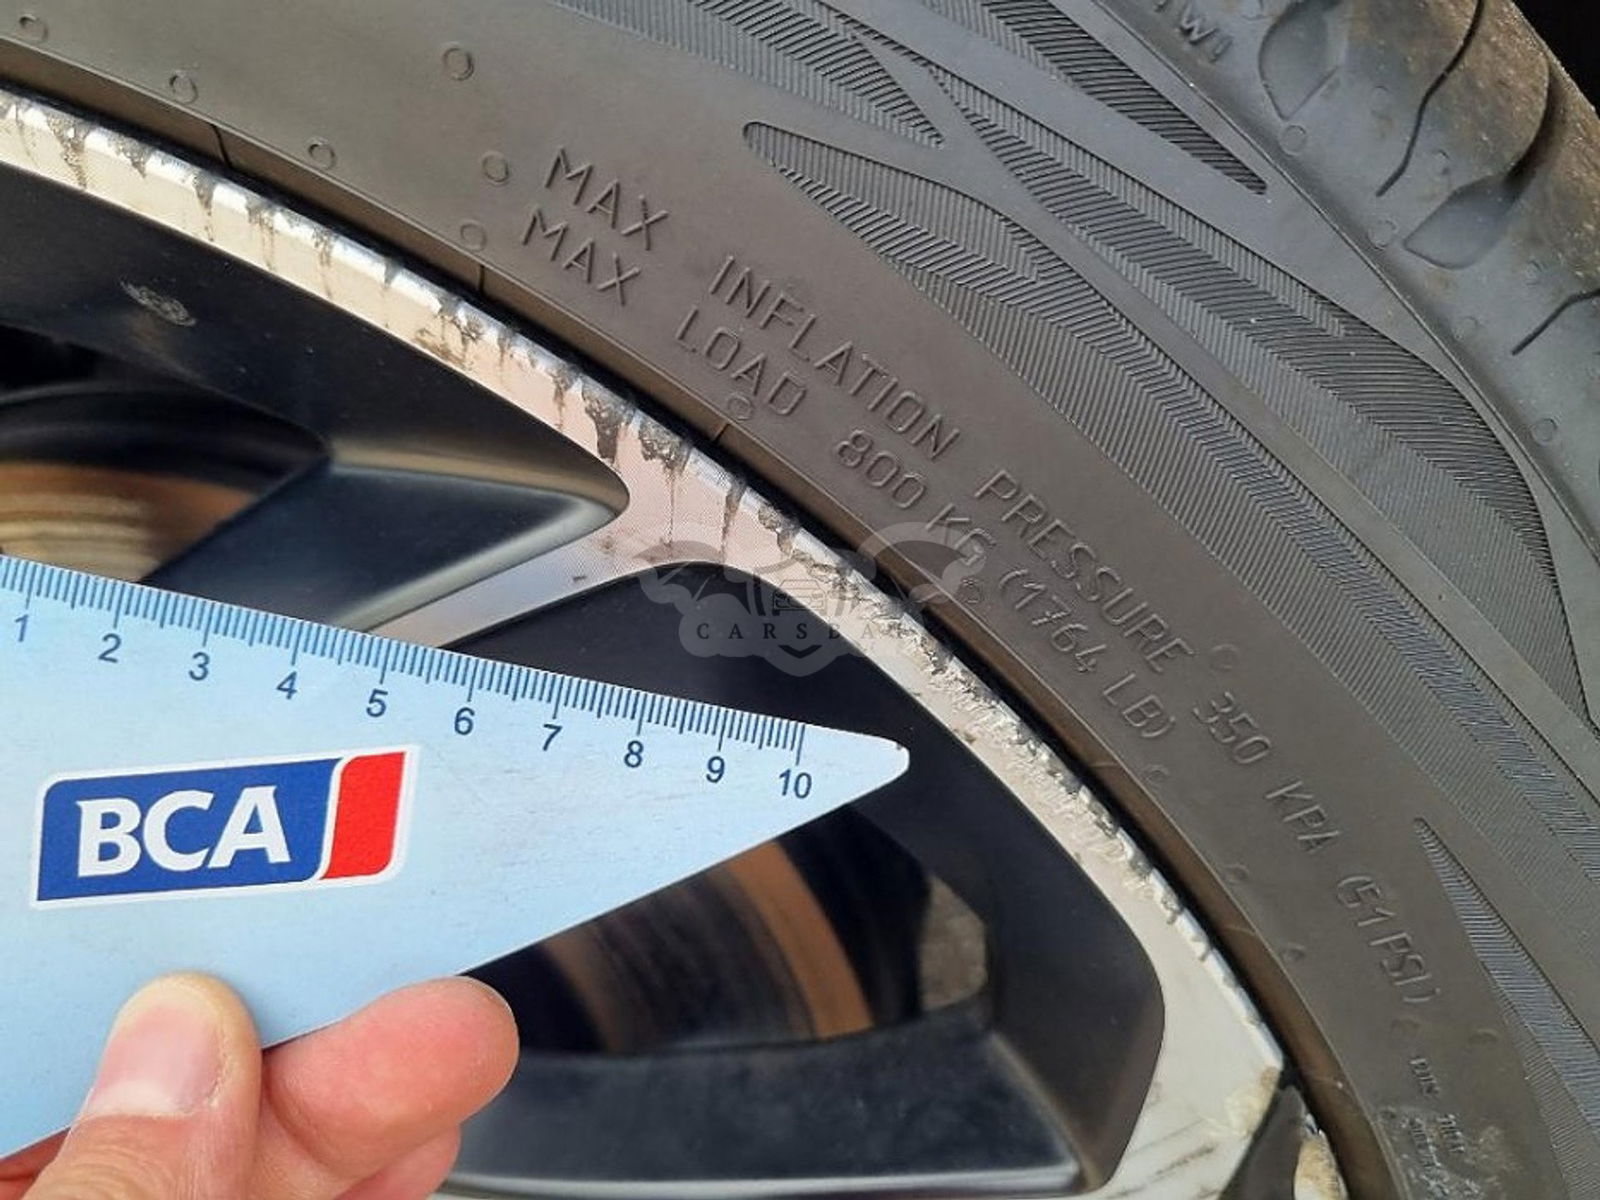 MAX INFLATION PRESSURE 350 KPA (51 PSI)
MAX LOAD 800 KG (1764 LB)
CARSEA
1 2 3 4 5 6 7 8 9 10
BCA